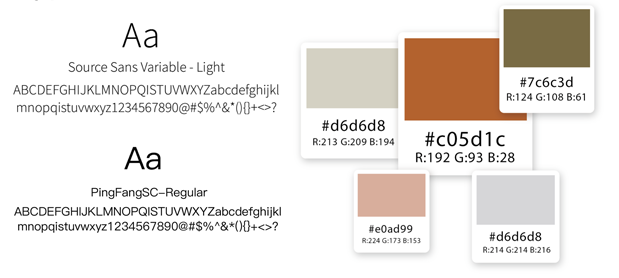 Aa
Source Sans Variable - Light
ABCDEFGHIJKLMNOPQISTUVWXYZabcdefghijkl
mnopqistuvwxyz1234567890@#$%^&*(){}+<>?
Aa
PingFangSC-Regular
ABCDEFGHIJKLMNOPQISTUVWXYZabcdefghijkl
mnopqistuvwxyz1234567890@#$%^&*(){}+<>?
#d6d6d8
R:213 G:209 B:194
#c05d1c
R:192 G:93 B:28
#7c6c3d
R:124 G:108 B:61
#e0ad99
R:224 G:173 B:153
#d6d6d8
R:214 G:214 B:216